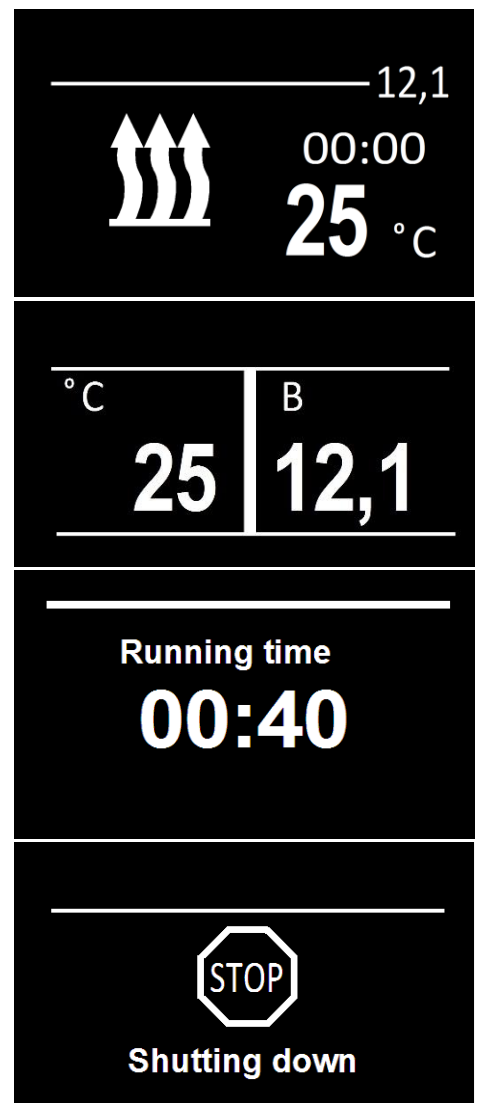 12,1
00:00
25 °C
°C B
25 12,1
Running time
00:40
STOP
Shutting down